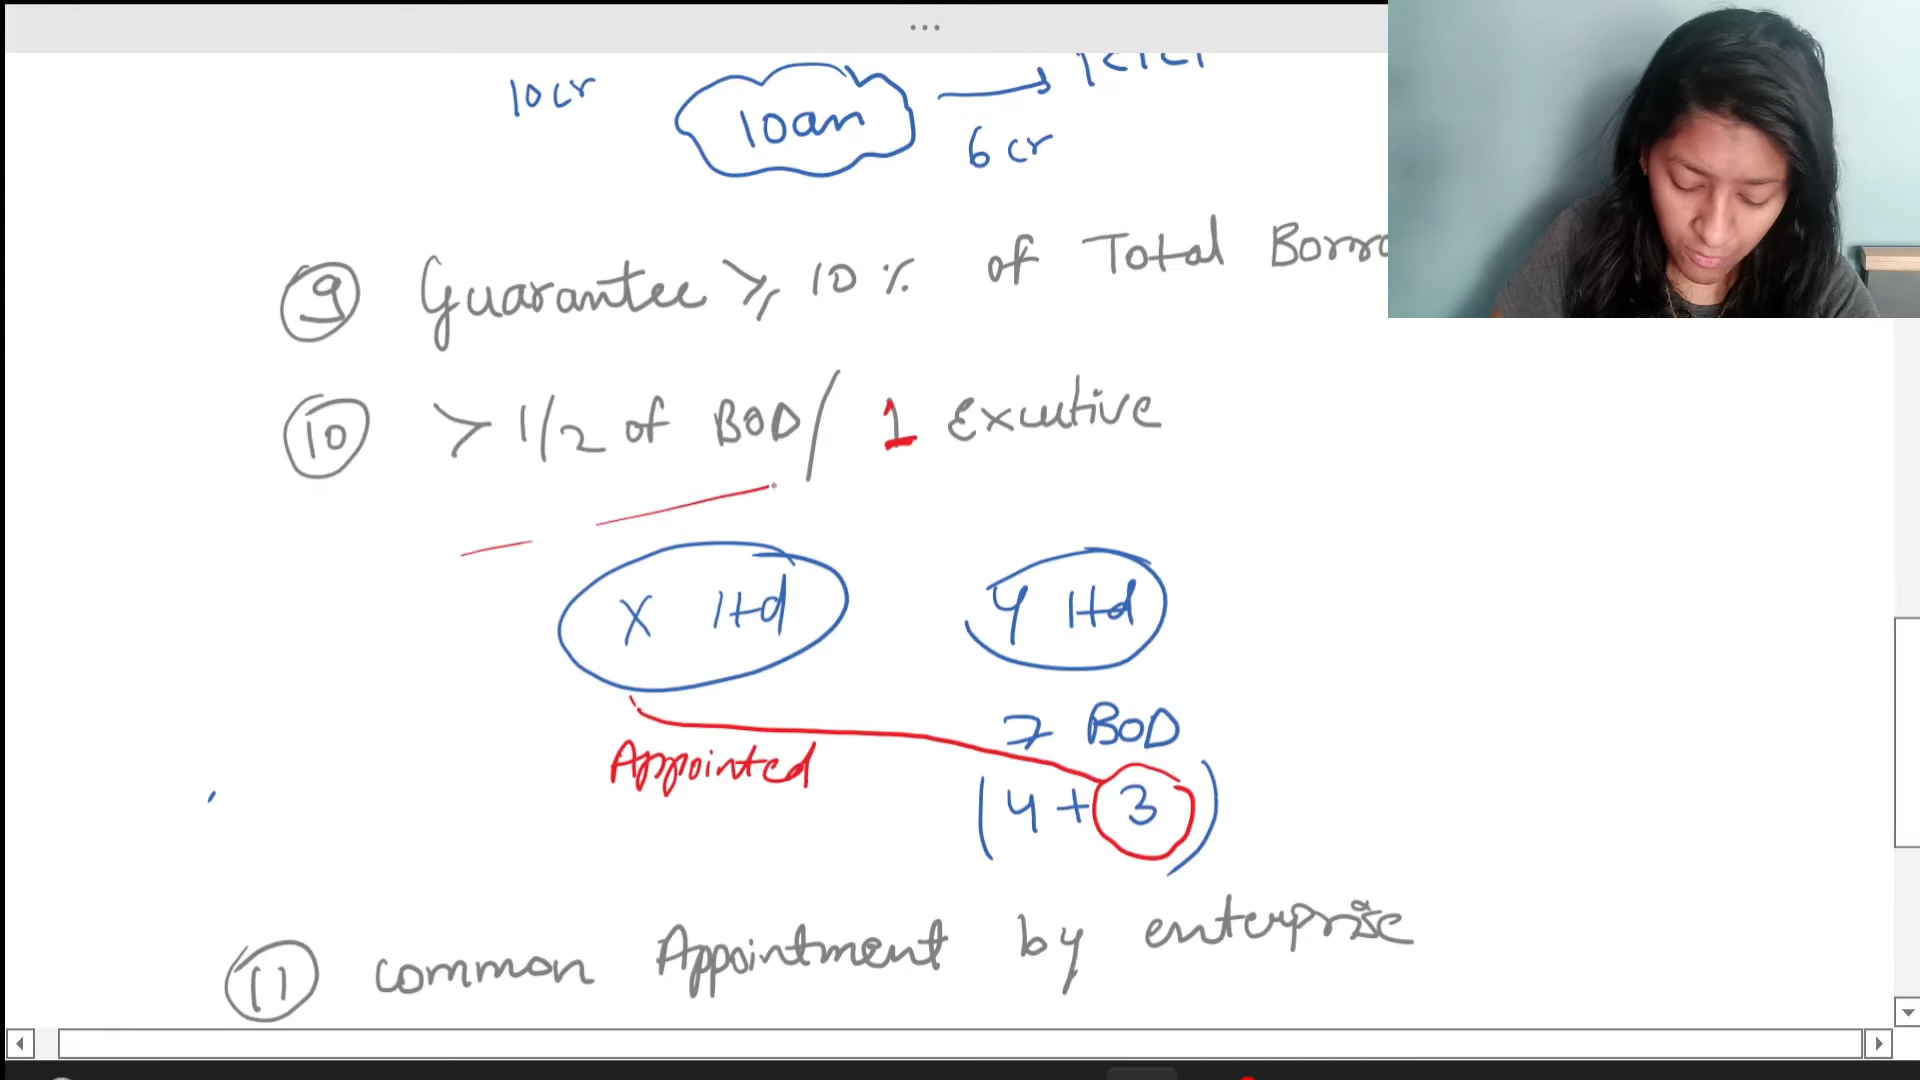 10cr
loan
6 cr
9 Guarantee ⩾ 10% of Total Borro
10 > 1/2 of BOD/ 1 Excutive
X ltd Y ltd
7 BOD
Appointed
(4+3)
11 common Appointment by enterprise